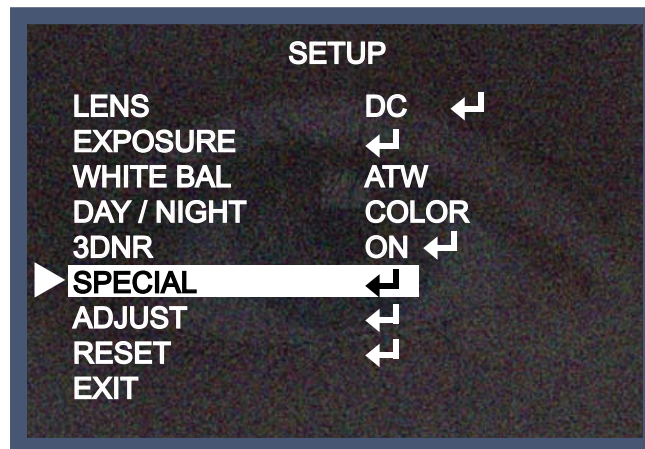 SETUP
LENS DC ↲
EXPOSURE ↲
WHITE BAL ATW
DAY / NIGHT COLOR
3DNR ON ↲
SPECIAL ↲
ADJUST ↲
RESET ↲
EXIT